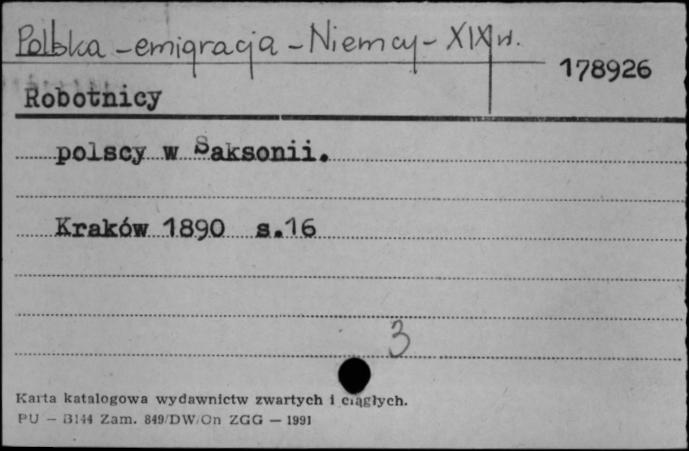 Polska - emigracja - Niemcy - XIX w.
178926
Robotnicy
polscy w Saksonii.
Kraków 1890 s.16
3
Karta katalogowa wydawnictw zwartych i ciągłych.
PU — B144 Zam. 849/DW/On ZGG — 1991